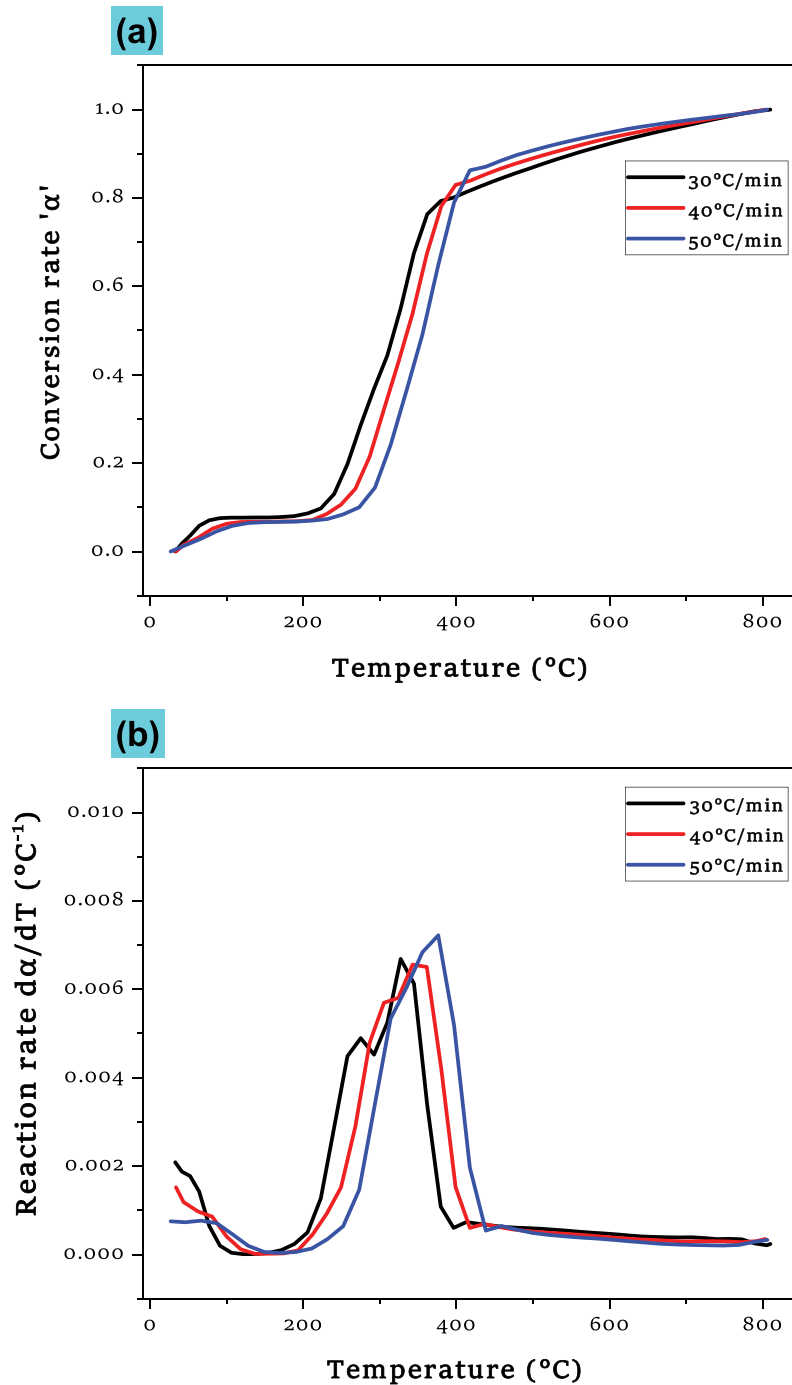 (a)
1.0
0.8
0.6
0.4
0.2
0.0
Conversion rate 'α'
30°C/min
40°C/min
50°C/min
0 200 400 600 800
Temperature (°C)
(b)
0.010
0.008
0.006
0.004
0.002
0.000
Reaction rate dα/dT (°C⁻¹)
30°C/min
40°C/min
50°C/min
0 200 400 600 800
Temperature (°C)